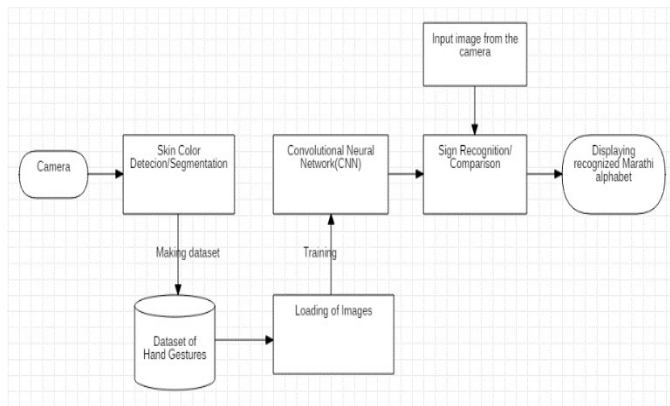 Input image from the
camera
Camera
Skin Color
Detecion/Segmentation
Convolutional Neural
Network(CNN)
Sign Recognition/
Comparison
Displaying
recognized Marathi
alphabet
Making dataset
Training
Dataset of
Hand Gestures
Loading of Images